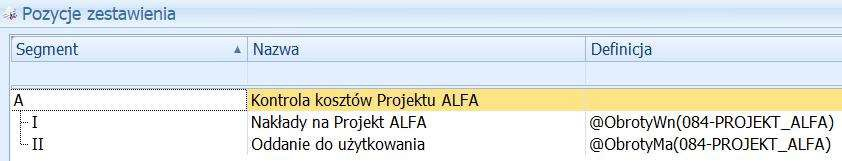 Pozycje zestawienia
Segment Nazwa Definicja
A Kontrola kosztów Projektu ALFA
I Nakłady na Projekt ALFA @ObrotyWn(084-PROJEKT_ALFA)
II Oddanie do użytkowania @ObrotyMa(084-PROJEKT_ALFA)